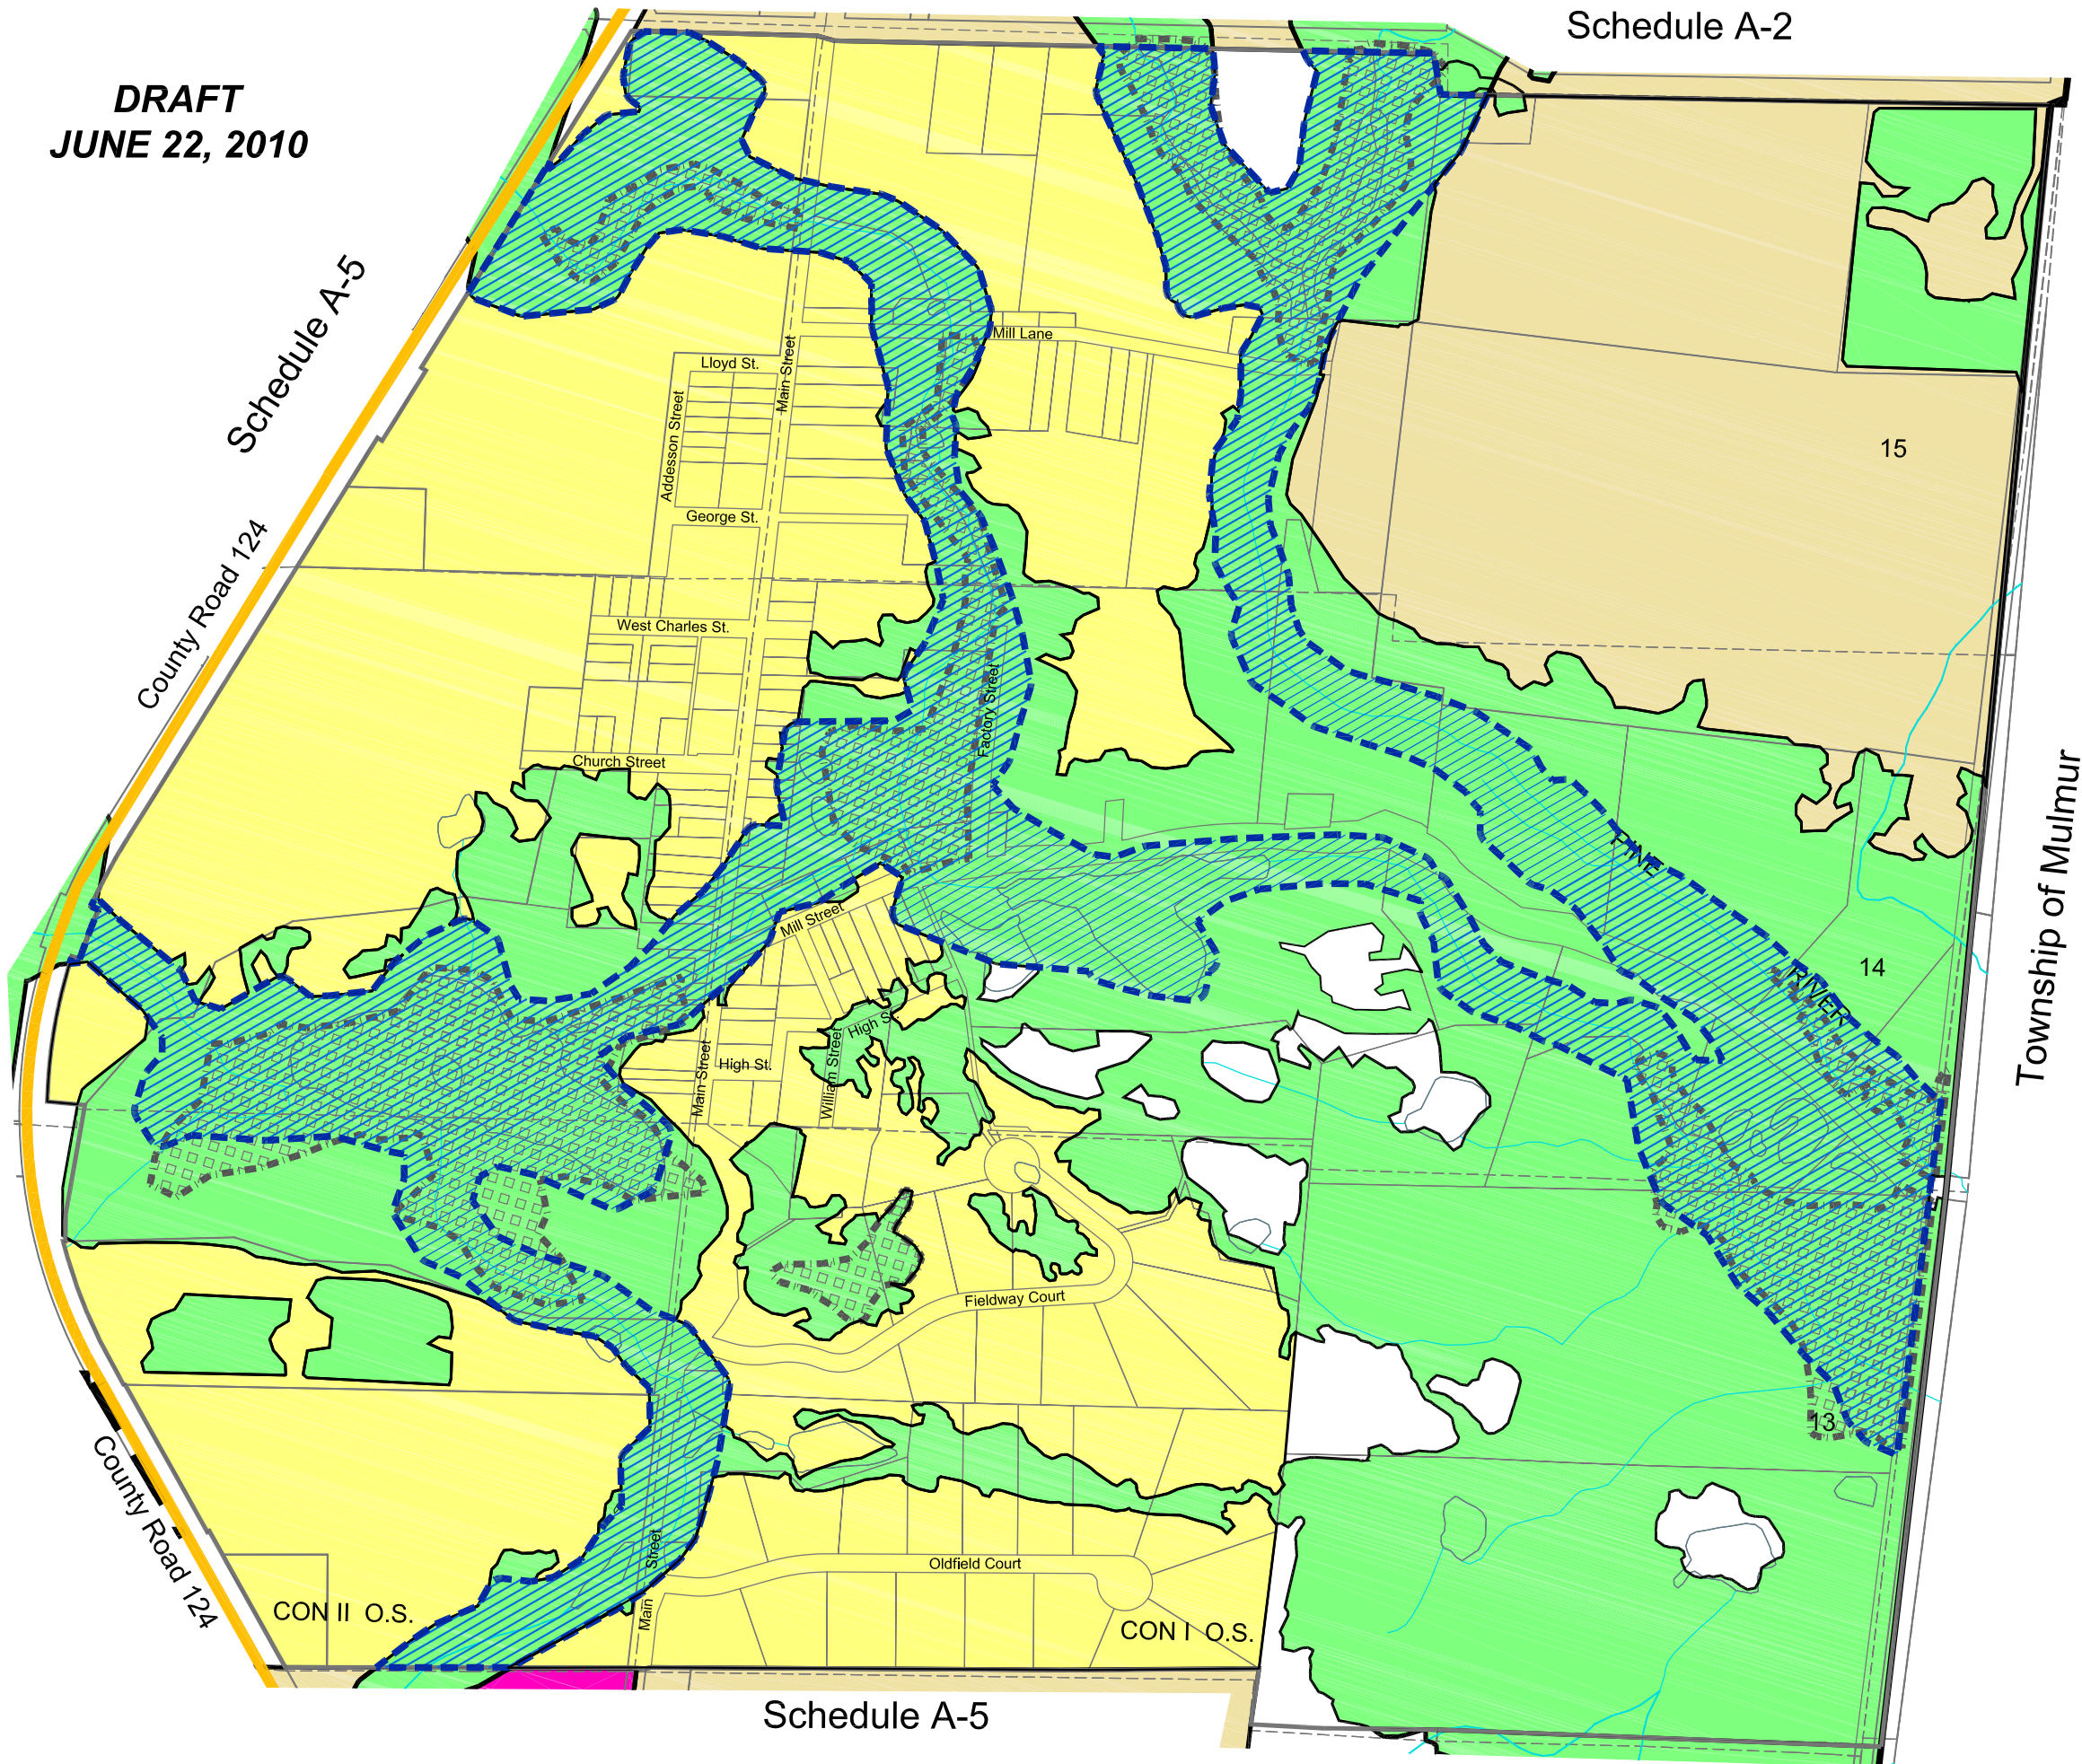 Schedule A-2
DRAFT
JUNE 22, 2010
Schedule A-5
Mill Lane
Lloyd St.
Main Street
Addesson Street
15
George St.
County Road 124
West Charles St.
Factory Street
Church Street
Township of Mulmur
PINE
RIVER
14
Mill Street
High St.
High St.
William Street
Main Street
Fieldway Court
13
County Road 124
Oldfield Court
Main Street
CON II O.S.
CON I O.S.
Schedule A-5